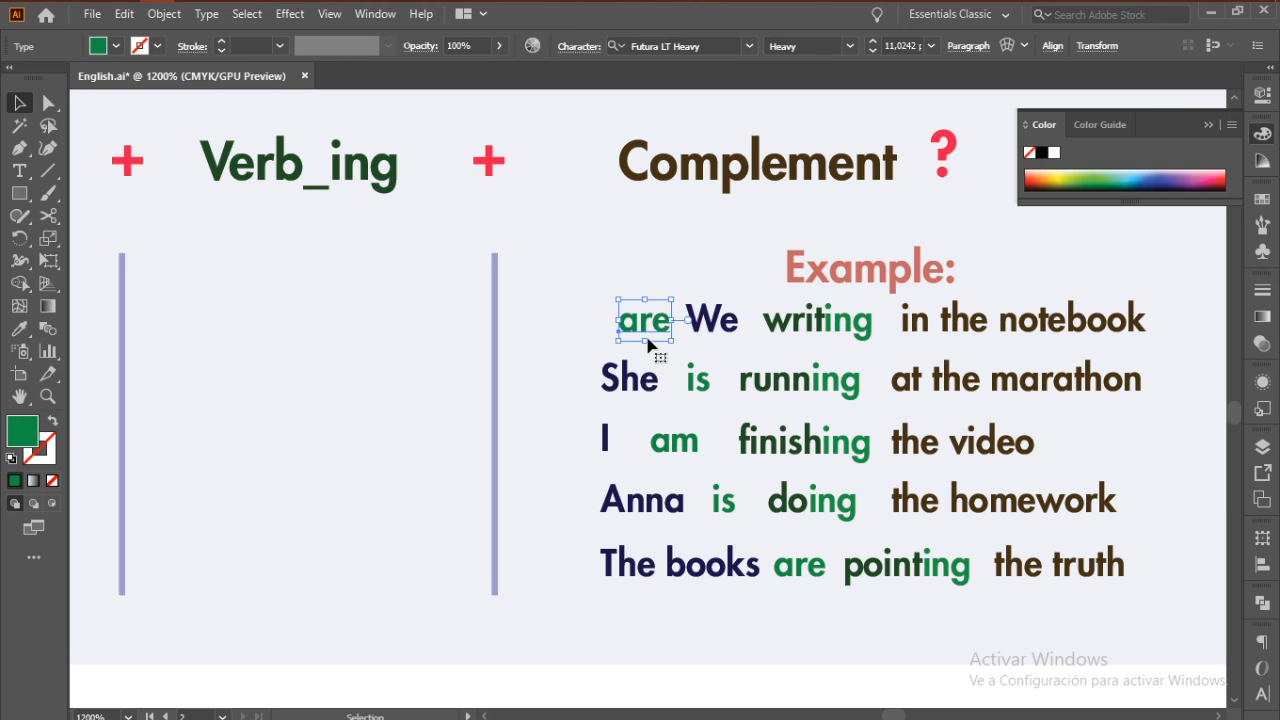 File Edit Object Type Select Effect View Window Help Essentials Classic Search Adobe Stock
Type Stroke: Opacity: 100% Character: Futura LT Heavy Heavy 11,0242 Paragraph Align Transform
English.ai* @ 1200% (CMYK/GPU Preview) ×
Color Color Guide
+ Verb_ing + Complement ?
Example:
are We writing in the notebook
She is running at the marathon
I am finishing the video
Anna is doing the homework
The books are pointing the truth
Activar Windows
Ve a Configuración para activar Windows
1200% 2 Selection